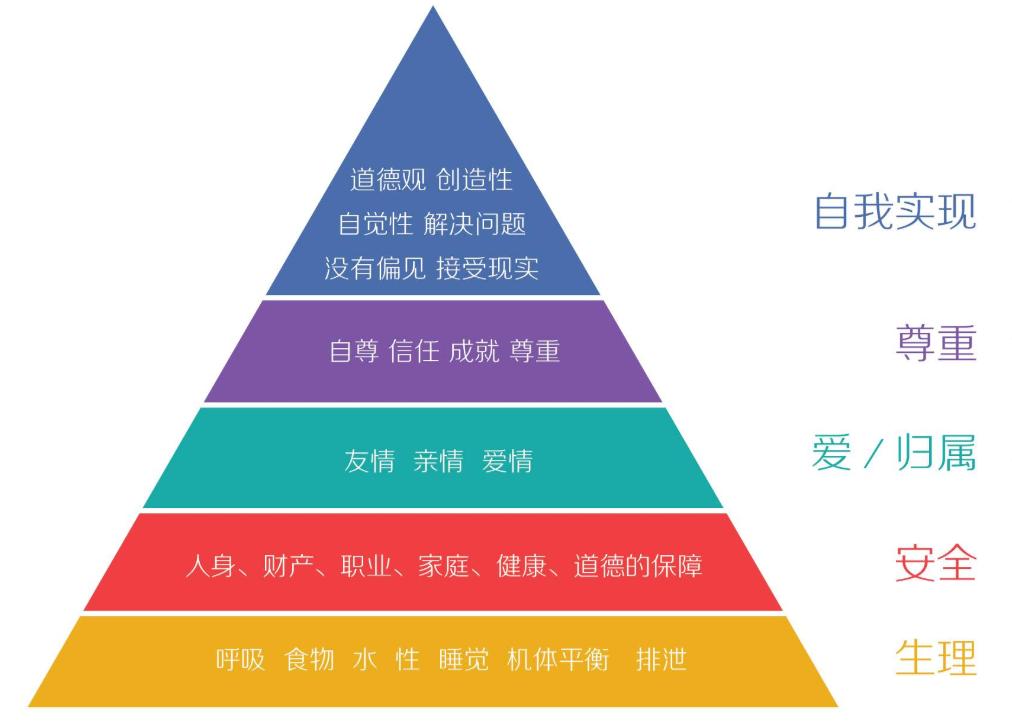 道德观 创造性
自觉性 解决问题
没有偏见 接受现实
自我实现
自尊 信任 成就 尊重
尊重
友情 亲情 爱情
爱 / 归属
人身、财产、职业、家庭、健康、道德的保障
安全
呼吸 食物 水 性 睡觉 机体平衡 排泄
生理